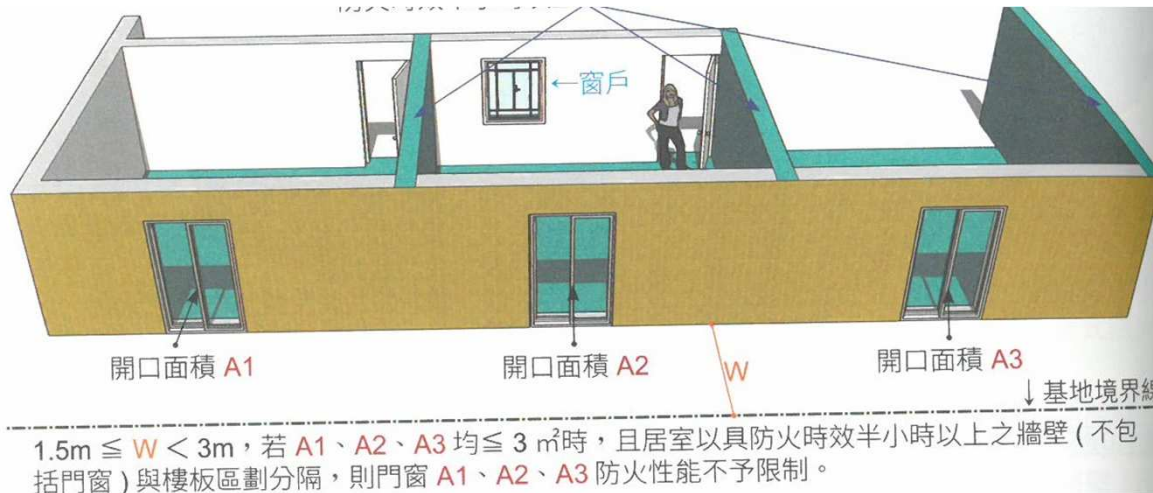 ←窗戶
開口面積 A1
開口面積 A2
W
開口面積 A3
↓基地境界線
1.5m ≦ W < 3m，若 A1、A2、A3 均≦ 3 ㎡時，且居室以具防火時效半小時以上之牆壁 ( 不包
括門窗 ) 與樓板區劃分隔，則門窗 A1、A2、A3 防火性能不予限制。